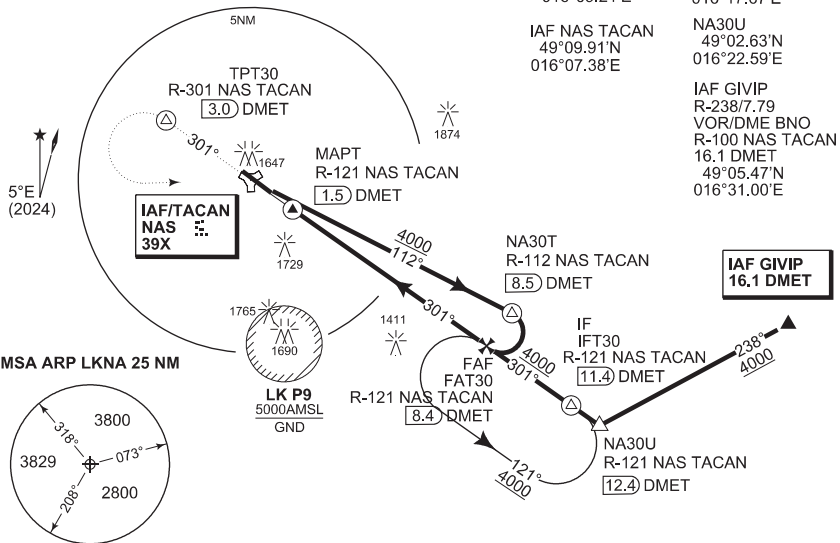 5NM
IAF NAS TACAN
49°09.91'N
016°07.38'E
NA30U
49°02.63'N
016°22.59'E
IAF GIVIP
R-238/7.79
VOR/DME BNO
R-100 NAS TACAN
16.1 DMET
49°05.47'N
016°31.00'E
TPT30
R-301 NAS TACAN
3.0 DMET
301°
1647
1874
5°E
(2024)
MAPT
R-121 NAS TACAN
1.5 DMET
IAF/TACAN
NAS
39X
1729
4000
112°
NA30T
R-112 NAS TACAN
8.5 DMET
IAF GIVIP
16.1 DMET
301°
1765
1690
1411
LK P9
5000AMSL
GND
FAF
FAT30
R-121 NAS TACAN
8.4 DMET
4000
301°
IF
IFT30
R-121 NAS TACAN
11.4 DMET
238°
4000
121°
4000
NA30U
R-121 NAS TACAN
12.4 DMET
MSA ARP LKNA 25 NM
3800
318°
073°
3829
208°
2800